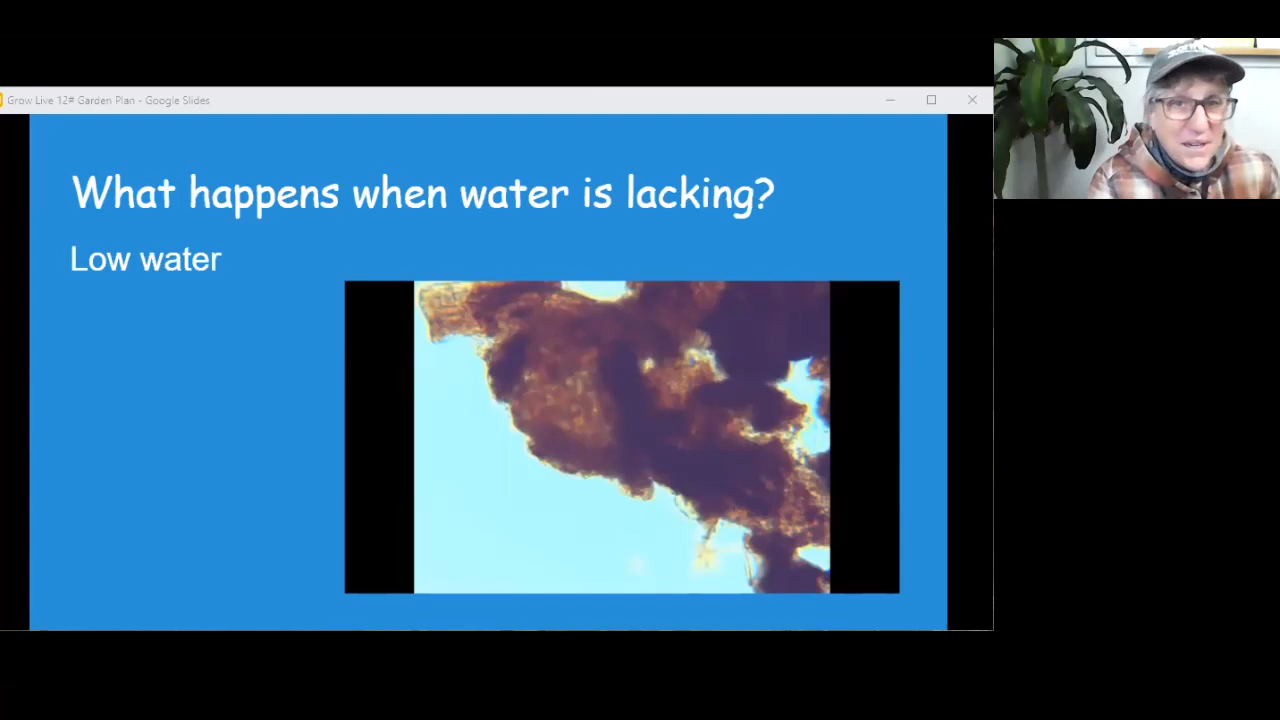 Grow Live 12# Garden Plan - Google Slides
What happens when water is lacking?
Low water